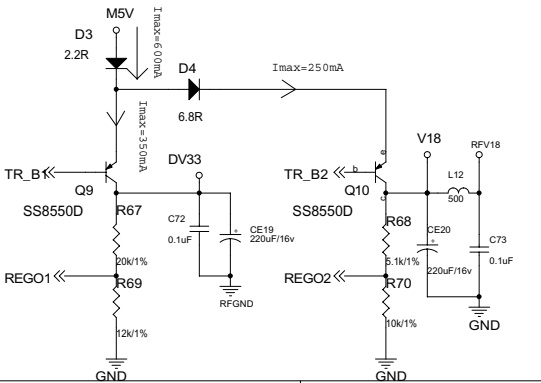 M5V
D3
2.2R
Imax=600mA
D4
6.8R
Imax=250mA
Imax=350mA
TR_B1
Q9
SS8550D
DV33
R67
20k/1%
C72
0.1uF
+
CE19
220uF/16v
RFGND
REGO1
R69
12k/1%
GND
e
b
c
TR_B2
Q10
SS8550D
V18
RFV18
L12
500
R68
5.1k/1%
+
CE20
220uF/16v
C73
0.1uF
GND
REGO2
R70
10k/1%
GND